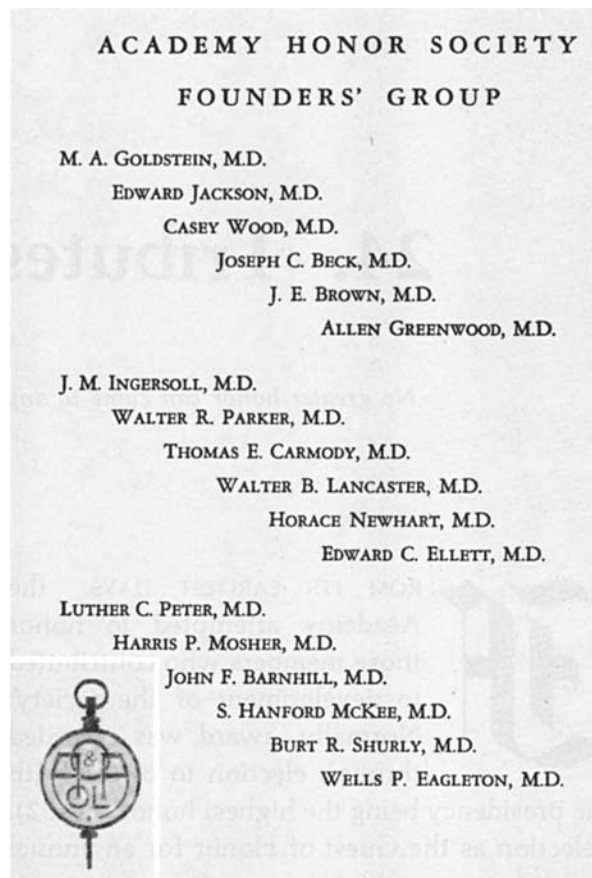 ACADEMY HONOR SOCIETY
FOUNDERS' GROUP
M. A. GOLDSTEIN, M.D.
EDWARD JACKSON, M.D.
CASEY WOOD, M.D.
JOSEPH C. BECK, M.D.
J. E. BROWN, M.D.
ALLEN GREENWOOD, M.D.
J. M. INGERSOLL, M.D.
WALTER R. PARKER, M.D.
THOMAS E. CARMODY, M.D.
WALTER B. LANCASTER, M.D.
HORACE NEWHART, M.D.
EDWARD C. ELLETT, M.D.
LUTHER C. PETER, M.D.
HARRIS P. MOSHER, M.D.
JOHN F. BARNHILL, M.D.
S. HANFORD MCKEE, M.D.
BURT R. SHURLY, M.D.
WELLS P. EAGLETON, M.D.